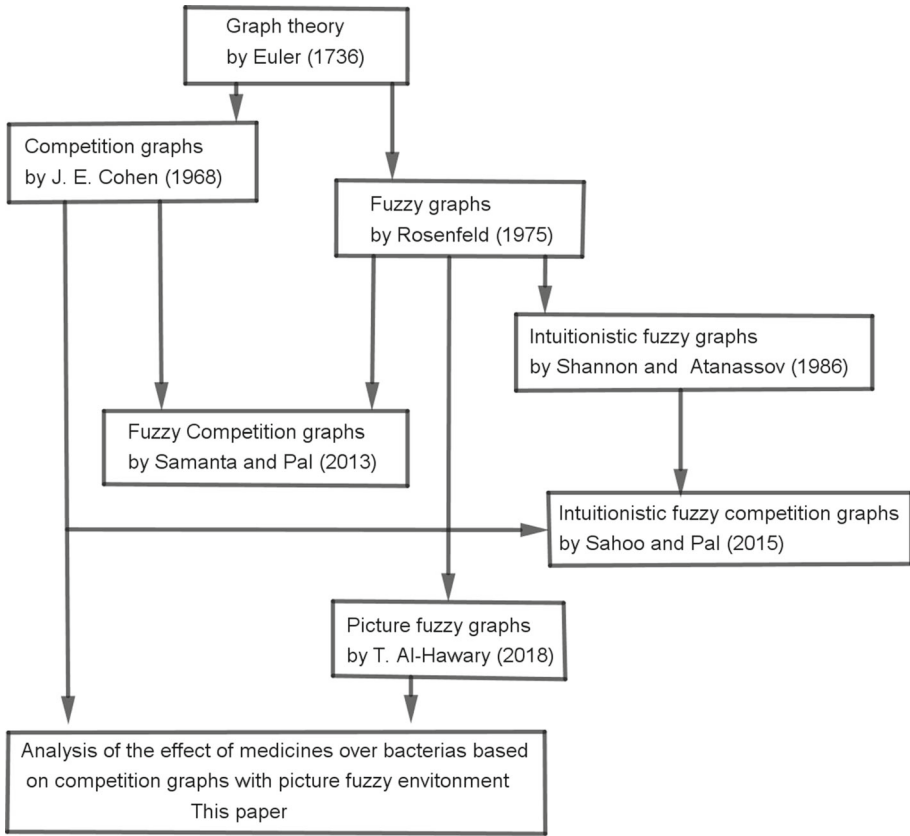 Graph theory
by Euler (1736)
Competition graphs
by J. E. Cohen (1968)
Fuzzy graphs
by Rosenfeld (1975)
Intuitionistic fuzzy graphs
by Shannon and Atanassov (1986)
Fuzzy Competition graphs
by Samanta and Pal (2013)
Intuitionistic fuzzy competition graphs
by Sahoo and Pal (2015)
Picture fuzzy graphs
by T. Al-Hawary (2018)
Analysis of the effect of medicines over bacterias based
on competition graphs with picture fuzzy envitonment
This paper